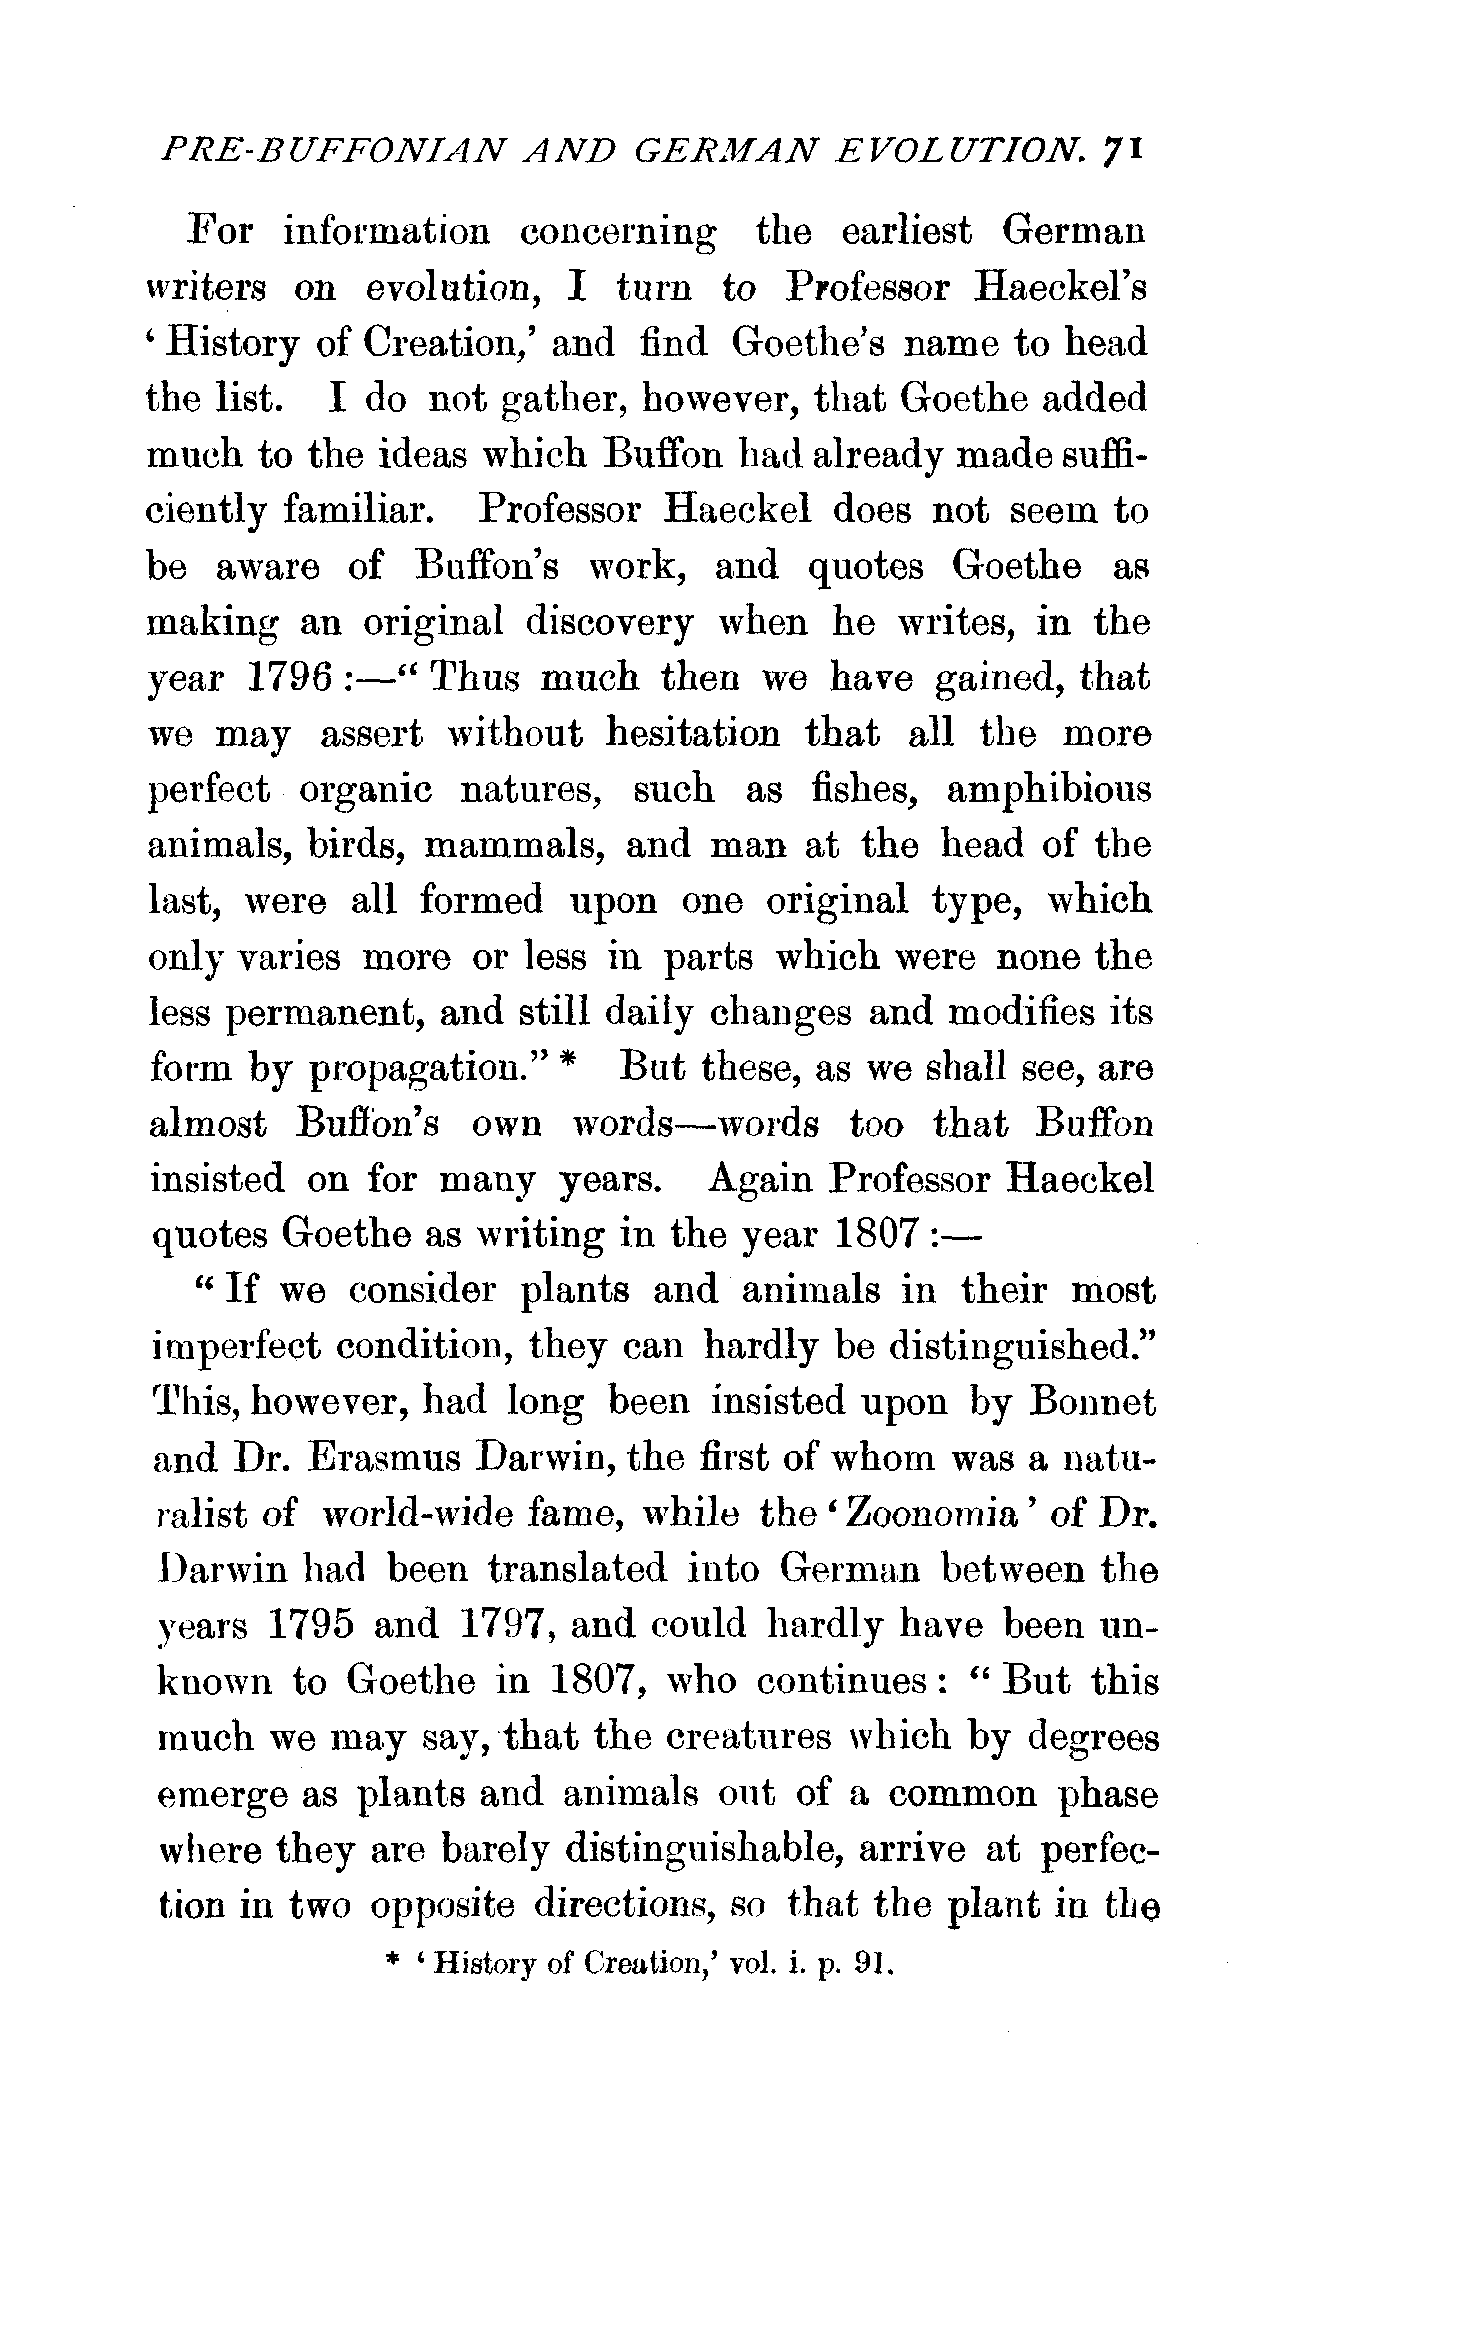 PRE-BUFFONIAN AND GERMAN EVOLUTION. 71
For information concerning the earliest German
writers on evolution, I turn to Professor Haeckel's
‘ History of Creation,’ and find Goethe's name to head
the list. I do not gather, however, that Goethe added
much to the ideas which Buffon had already made suffi-
ciently familiar. Professor Haeckel does not seem to
be aware of Buffon's work, and quotes Goethe as
making an original discovery when he writes, in the
year 1796 :—“ Thus much then we have gained, that
we may assert without hesitation that all the more
perfect organic natures, such as fishes, amphibious
animals, birds, mammals, and man at the head of the
last, were all formed upon one original type, which
only varies more or less in parts which were none the
less permanent, and still daily changes and modifies its
form by propagation.” * But these, as we shall see, are
almost Buffon's own words—words too that Buffon
insisted on for many years. Again Professor Haeckel
quotes Goethe as writing in the year 1807 :—
“ If we consider plants and animals in their most
imperfect condition, they can hardly be distinguished.”
This, however, had long been insisted upon by Bonnet
and Dr. Erasmus Darwin, the first of whom was a natu-
ralist of world-wide fame, while the ‘ Zoonomia ’ of Dr.
Darwin had been translated into German between the
years 1795 and 1797, and could hardly have been un-
known to Goethe in 1807, who continues : “ But this
much we may say, that the creatures which by degrees
emerge as plants and animals out of a common phase
where they are barely distinguishable, arrive at perfec-
tion in two opposite directions, so that the plant in the
* ‘ History of Creation,’ vol. i. p. 91.